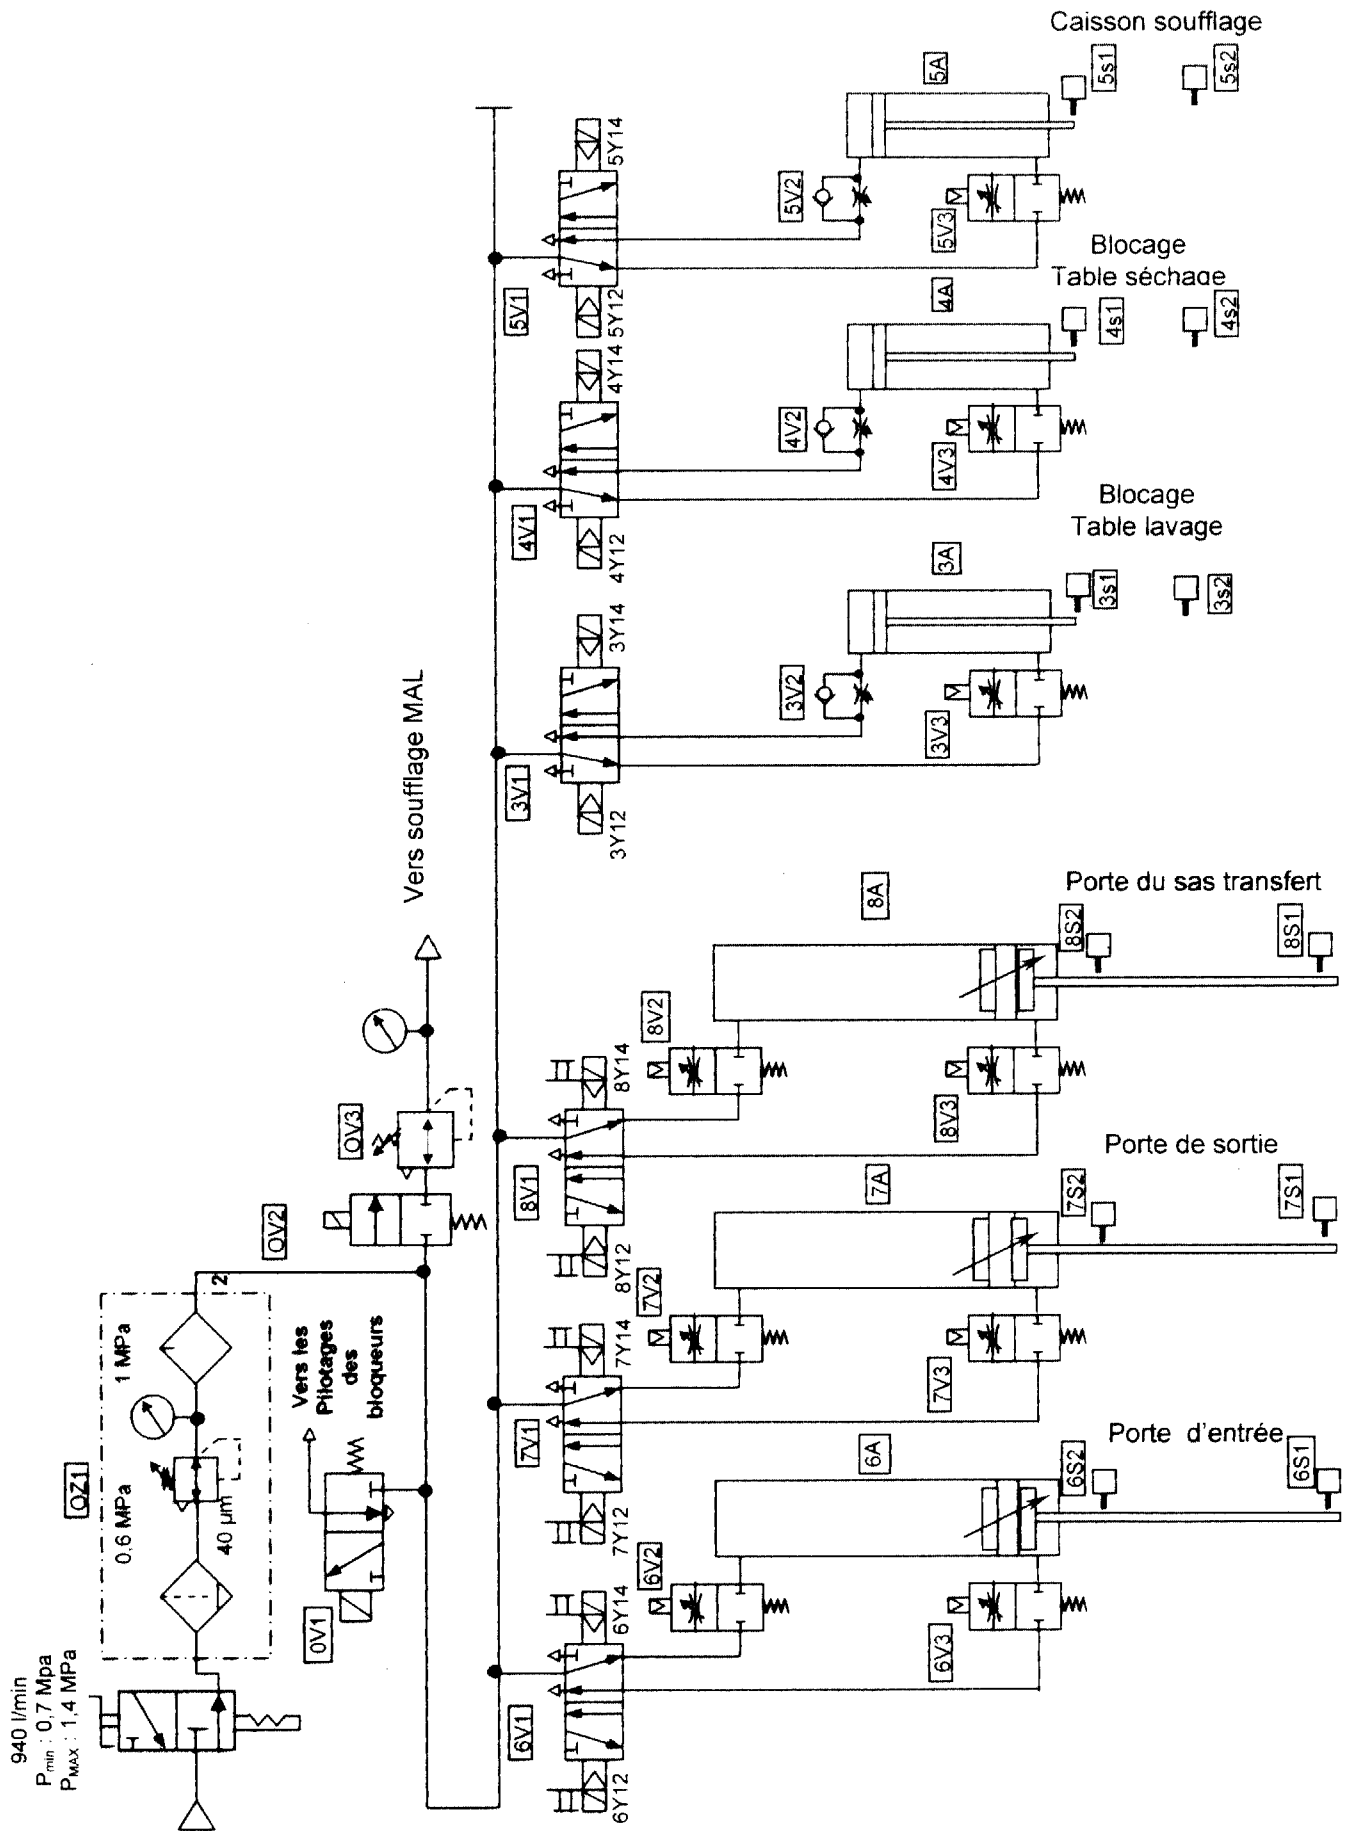 Caisson soufflage
5A
5s1
5s2
5Y14
5V2
5V3
5V1
5Y12
Blocage
Table séchage
4A
4s1
4s2
4Y14
4V2
4V3
4V1
4Y12
Blocage
Table lavage
3A
3s1
3s2
3Y14
3V2
3V3
3V1
3Y12
Vers soufflage MAL
Porte du sas transfert
8A
8S2
8S1
8V2
8Y14
8V3
8V1
8Y12
OV3
OV2
Porte de sortie
7A
7S2
7S1
7V2
7Y14
7V3
7V1
7Y12
2
1 MPa
Vers les
Pilotages
des
bloqueurs
OZ1
0,6 MPa
40 µm
0V1
Porte d'entrée
6A
6S2
6S1
6V2
6Y14
6V3
6V1
6Y12
940 l/min
Pmin : 0,7 Mpa
PMAX : 1,4 MPa